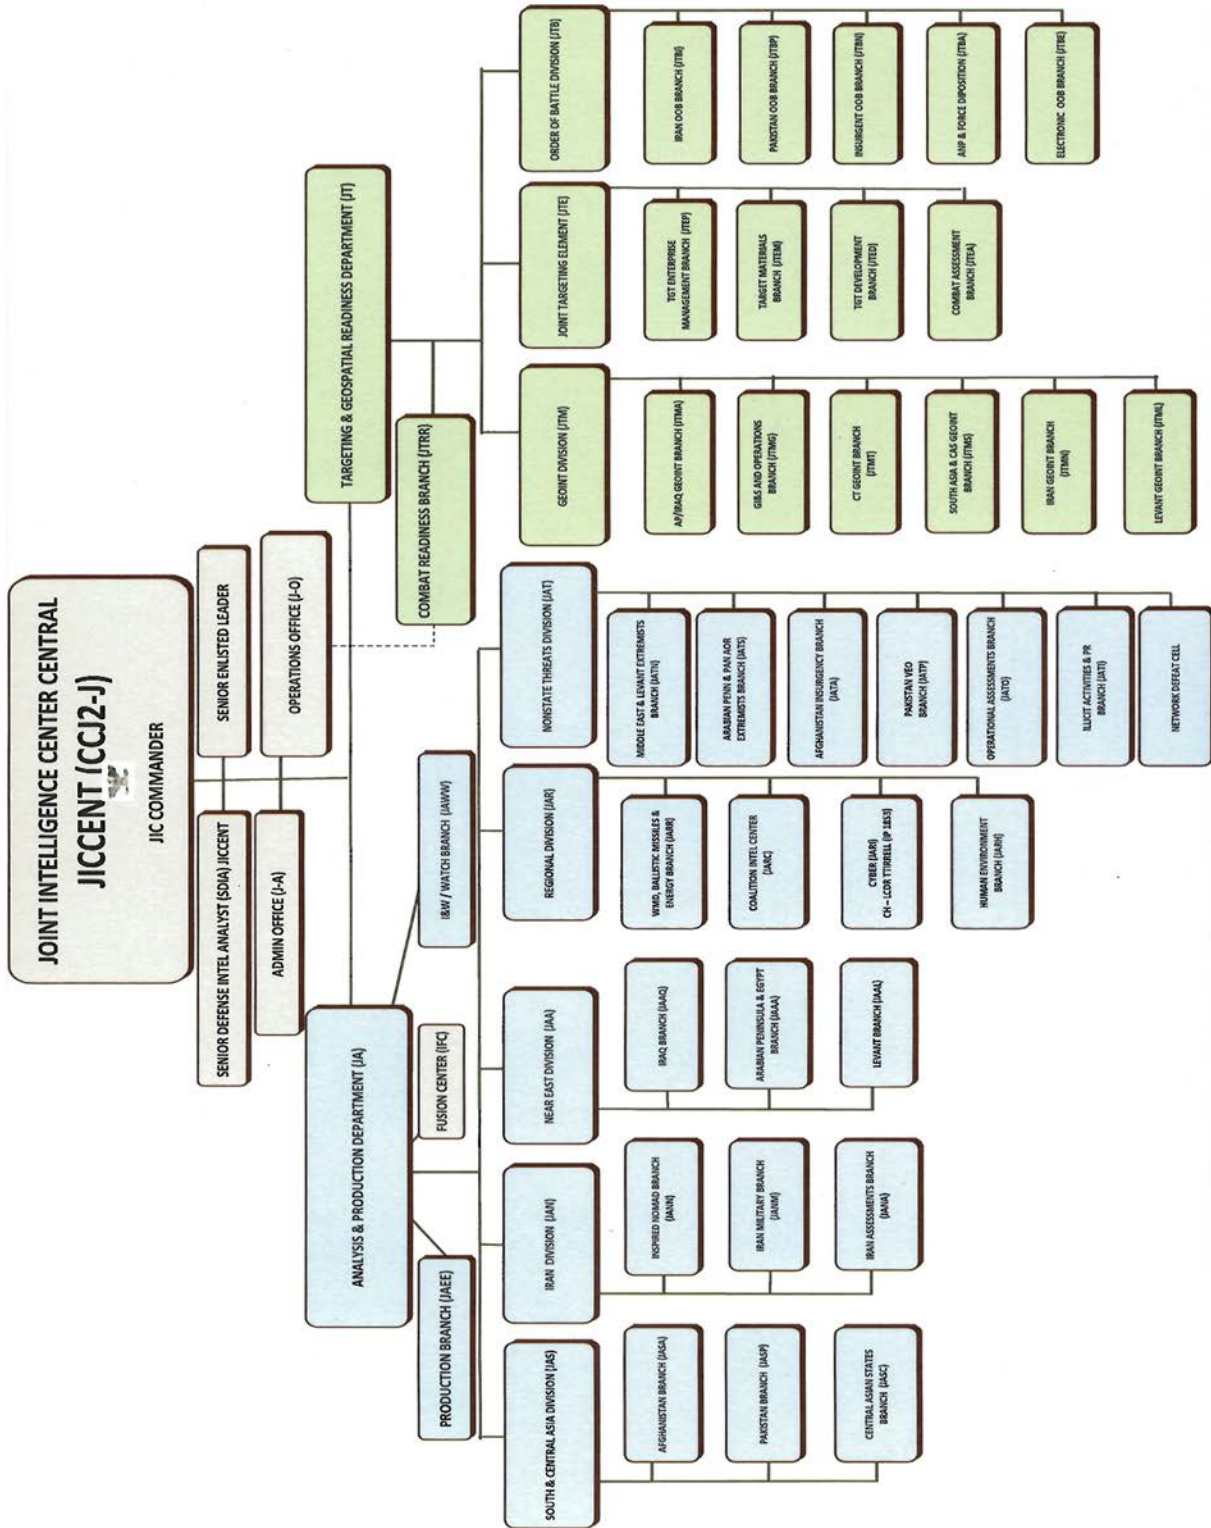 JOINT INTELLIGENCE CENTER CENTRAL
JICCENT (CCJ2-J)
JIC COMMANDER
SENIOR DEFENSE INTEL ANALYST (SDIA) JICCENT
SENIOR ENLISTED LEADER
ADMIN OFFICE (J-A)
OPERATIONS OFFICE (J-O)
ANALYSIS & PRODUCTION DEPARTMENT (JA)
TARGETING & GEOSPATIAL READINESS DEPARTMENT (JT)
PRODUCTION BRANCH (JAEE)
FUSION CENTER (IFC)
I&W / WATCH BRANCH (JAWW)
COMBAT READINESS BRANCH (JTRR)
SOUTH & CENTRAL ASIA DIVISION (JAS)
AFGHANISTAN BRANCH (JASA)
PAKISTAN BRANCH (JASP)
CENTRAL ASIAN STATES
BRANCH (JASC)
IRAN DIVISION (JAN)
INSPIRED NOMAD BRANCH
(JANN)
IRAN MILITARY BRANCH
(JANM)
IRAN ASSESSMENTS BRANCH
(JANA)
NEAR EAST DIVISION (JAA)
IRAQ BRANCH (JAAQ)
ARABIAN PENINSULA & EGYPT
BRANCH (JAAA)
LEVANT BRANCH (JAAL)
REGIONAL DIVISION (JAR)
WMD, BALLISTIC MISSILES &
ENERGY BRANCH (JARR)
COALITION INTEL CENTER
(JARC)
CYBER (JARI)
CH – LCDR TTIRRELL (IP 1853)
HUMAN ENVIRONMENT
BRANCH (JARH)
NONSTATE THREATS DIVISION (JAT)
MIDDLE EAST & LEVANT EXTREMISTS
BRANCH (JATN)
ARABIAN PENN & PAN AOR
EXTREMISTS BRANCH (JATS)
AFGHANISTAN INSURGENCY BRANCH
(JATA)
PAKISTAN VEO
BRANCH (JATP)
OPERATIONAL ASSESSMENTS BRANCH
(JATO)
ILLICIT ACTIVITIES & PR
BRANCH (JATI)
NETWORK DEFEAT CELL
GEOINT DIVISION (JTM)
AP/IRAQ GEOINT BRANCH (JTMA)
GI&S AND OPERATIONS
BRANCH (JTMG)
CT GEOINT BRANCH
(JTMT)
SOUTH ASIA & CAS GEOINT
BRANCH (JTMS)
IRAN GEOINT BRANCH
(JTMN)
LEVANT GEOINT BRANCH (JTML)
JOINT TARGETING ELEMENT (JTE)
TGT ENTERPRISE
MANAGEMENT BRANCH (JTEP)
TARGET MATERIALS
BRANCH (JTEM)
TGT DEVELOPMENT
BRANCH (JTED)
COMBAT ASSESSMENT
BRANCH (JTEA)
ORDER OF BATTLE DIVISION (JTB)
IRAN OOB BRANCH (JTBI)
PAKISTAN OOB BRANCH (JTBP)
INSURGENT OOB BRANCH (JTBN)
ANP & FORCE DIPOSITION (JTBA)
ELECTRONIC OOB BRANCH (JTBE)